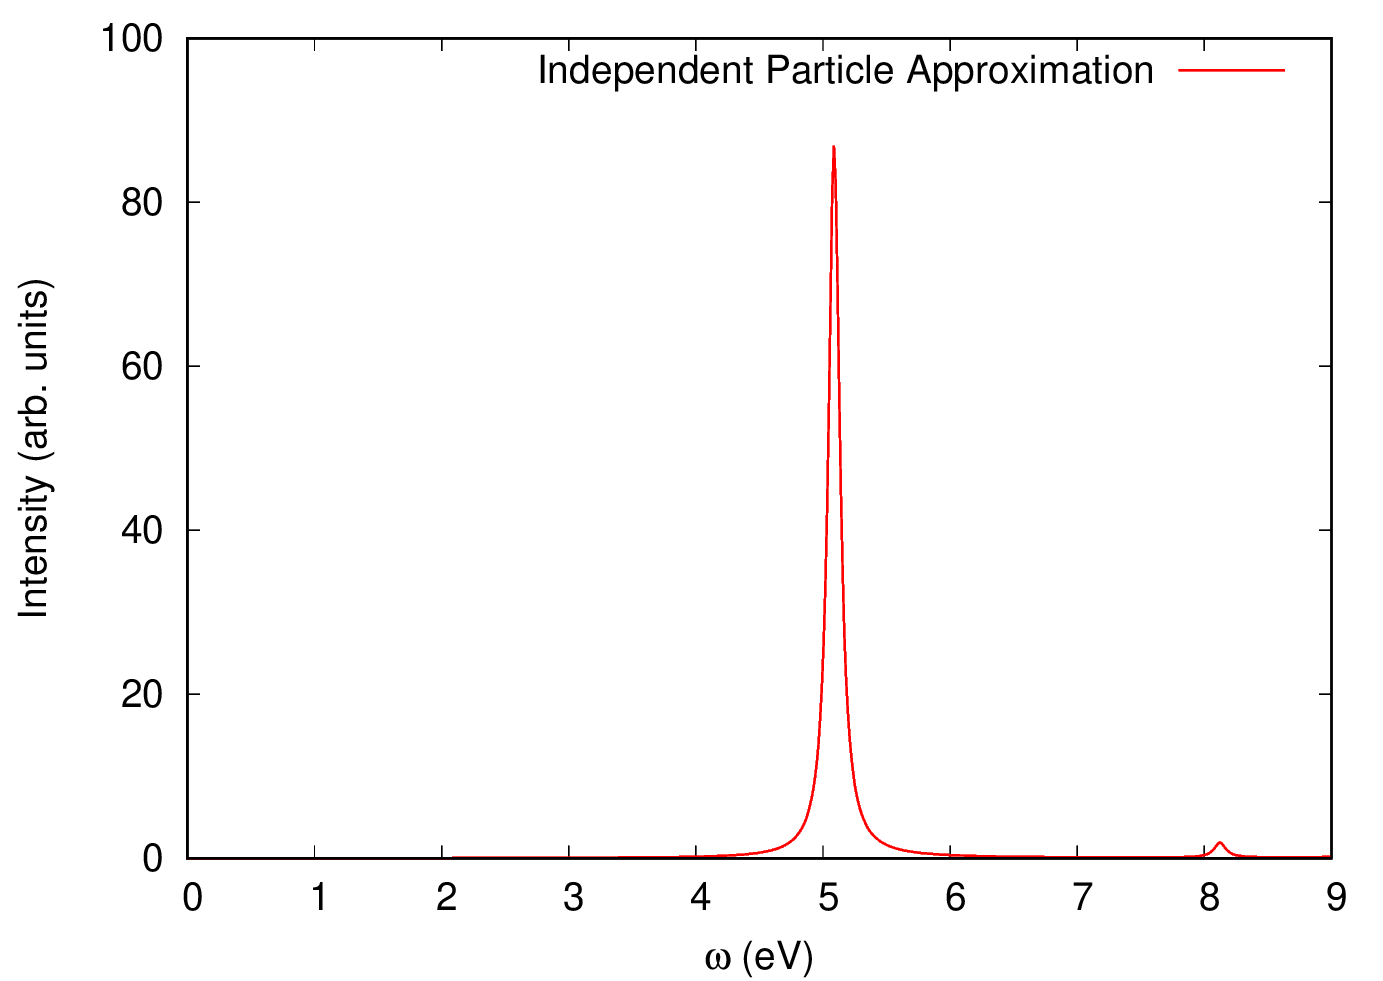 100
Independent Particle Approximation
80
60
40
20
0
Intensity (arb. units)
0 1 2 3 4 5 6 7 8 9
ω (eV)